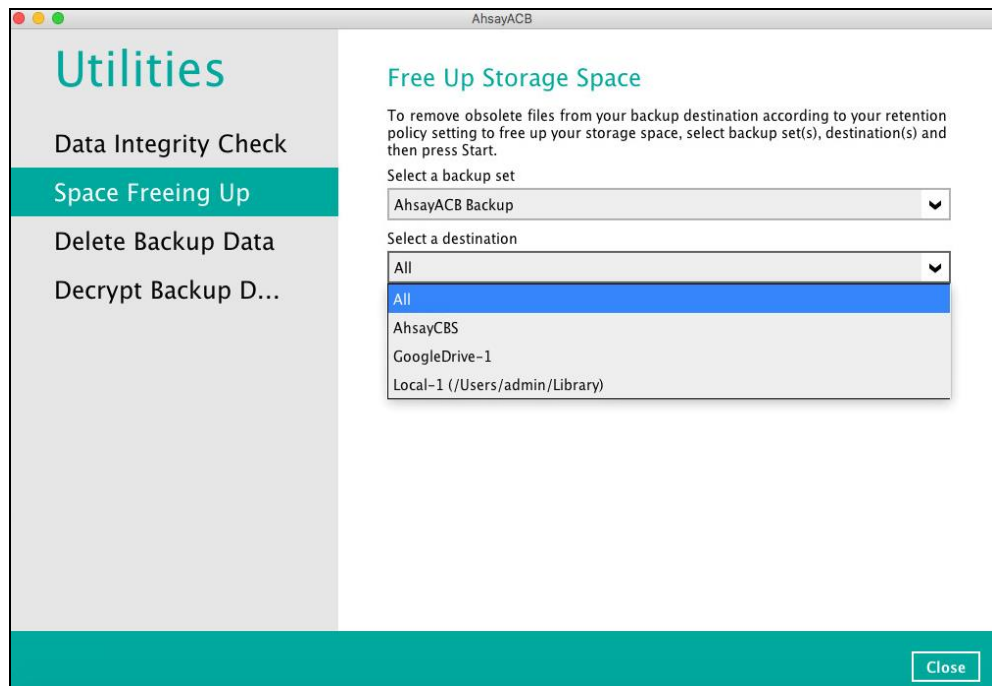 AhsayACB
Utilities
Data Integrity Check
Space Freeing Up
Delete Backup Data
Decrypt Backup D...
Free Up Storage Space
To remove obsolete files from your backup destination according to your retention
policy setting to free up your storage space, select backup set(s), destination(s) and
then press Start.
Select a backup set
AhsayACB Backup
Select a destination
All
All
AhsayCBS
GoogleDrive-1
Local-1 (/Users/admin/Library)
Close